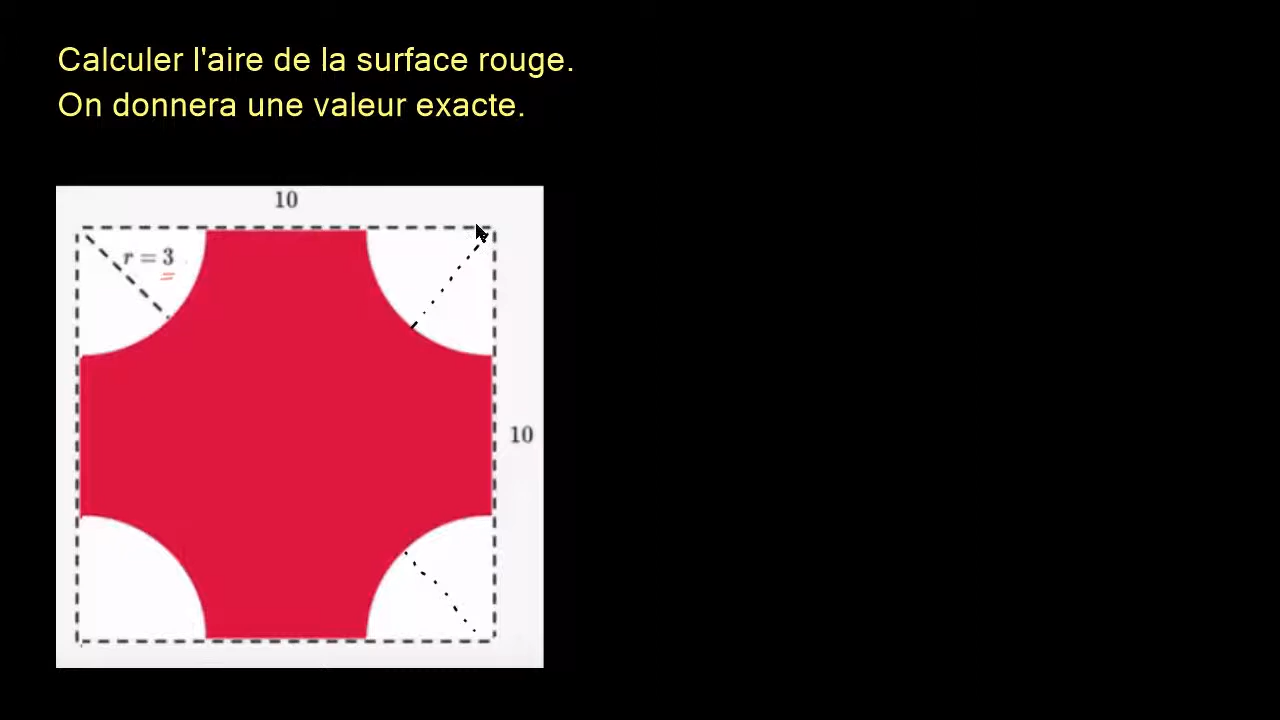 Calculer l'aire de la surface rouge.
On donnera une valeur exacte.
10
r = 3
10